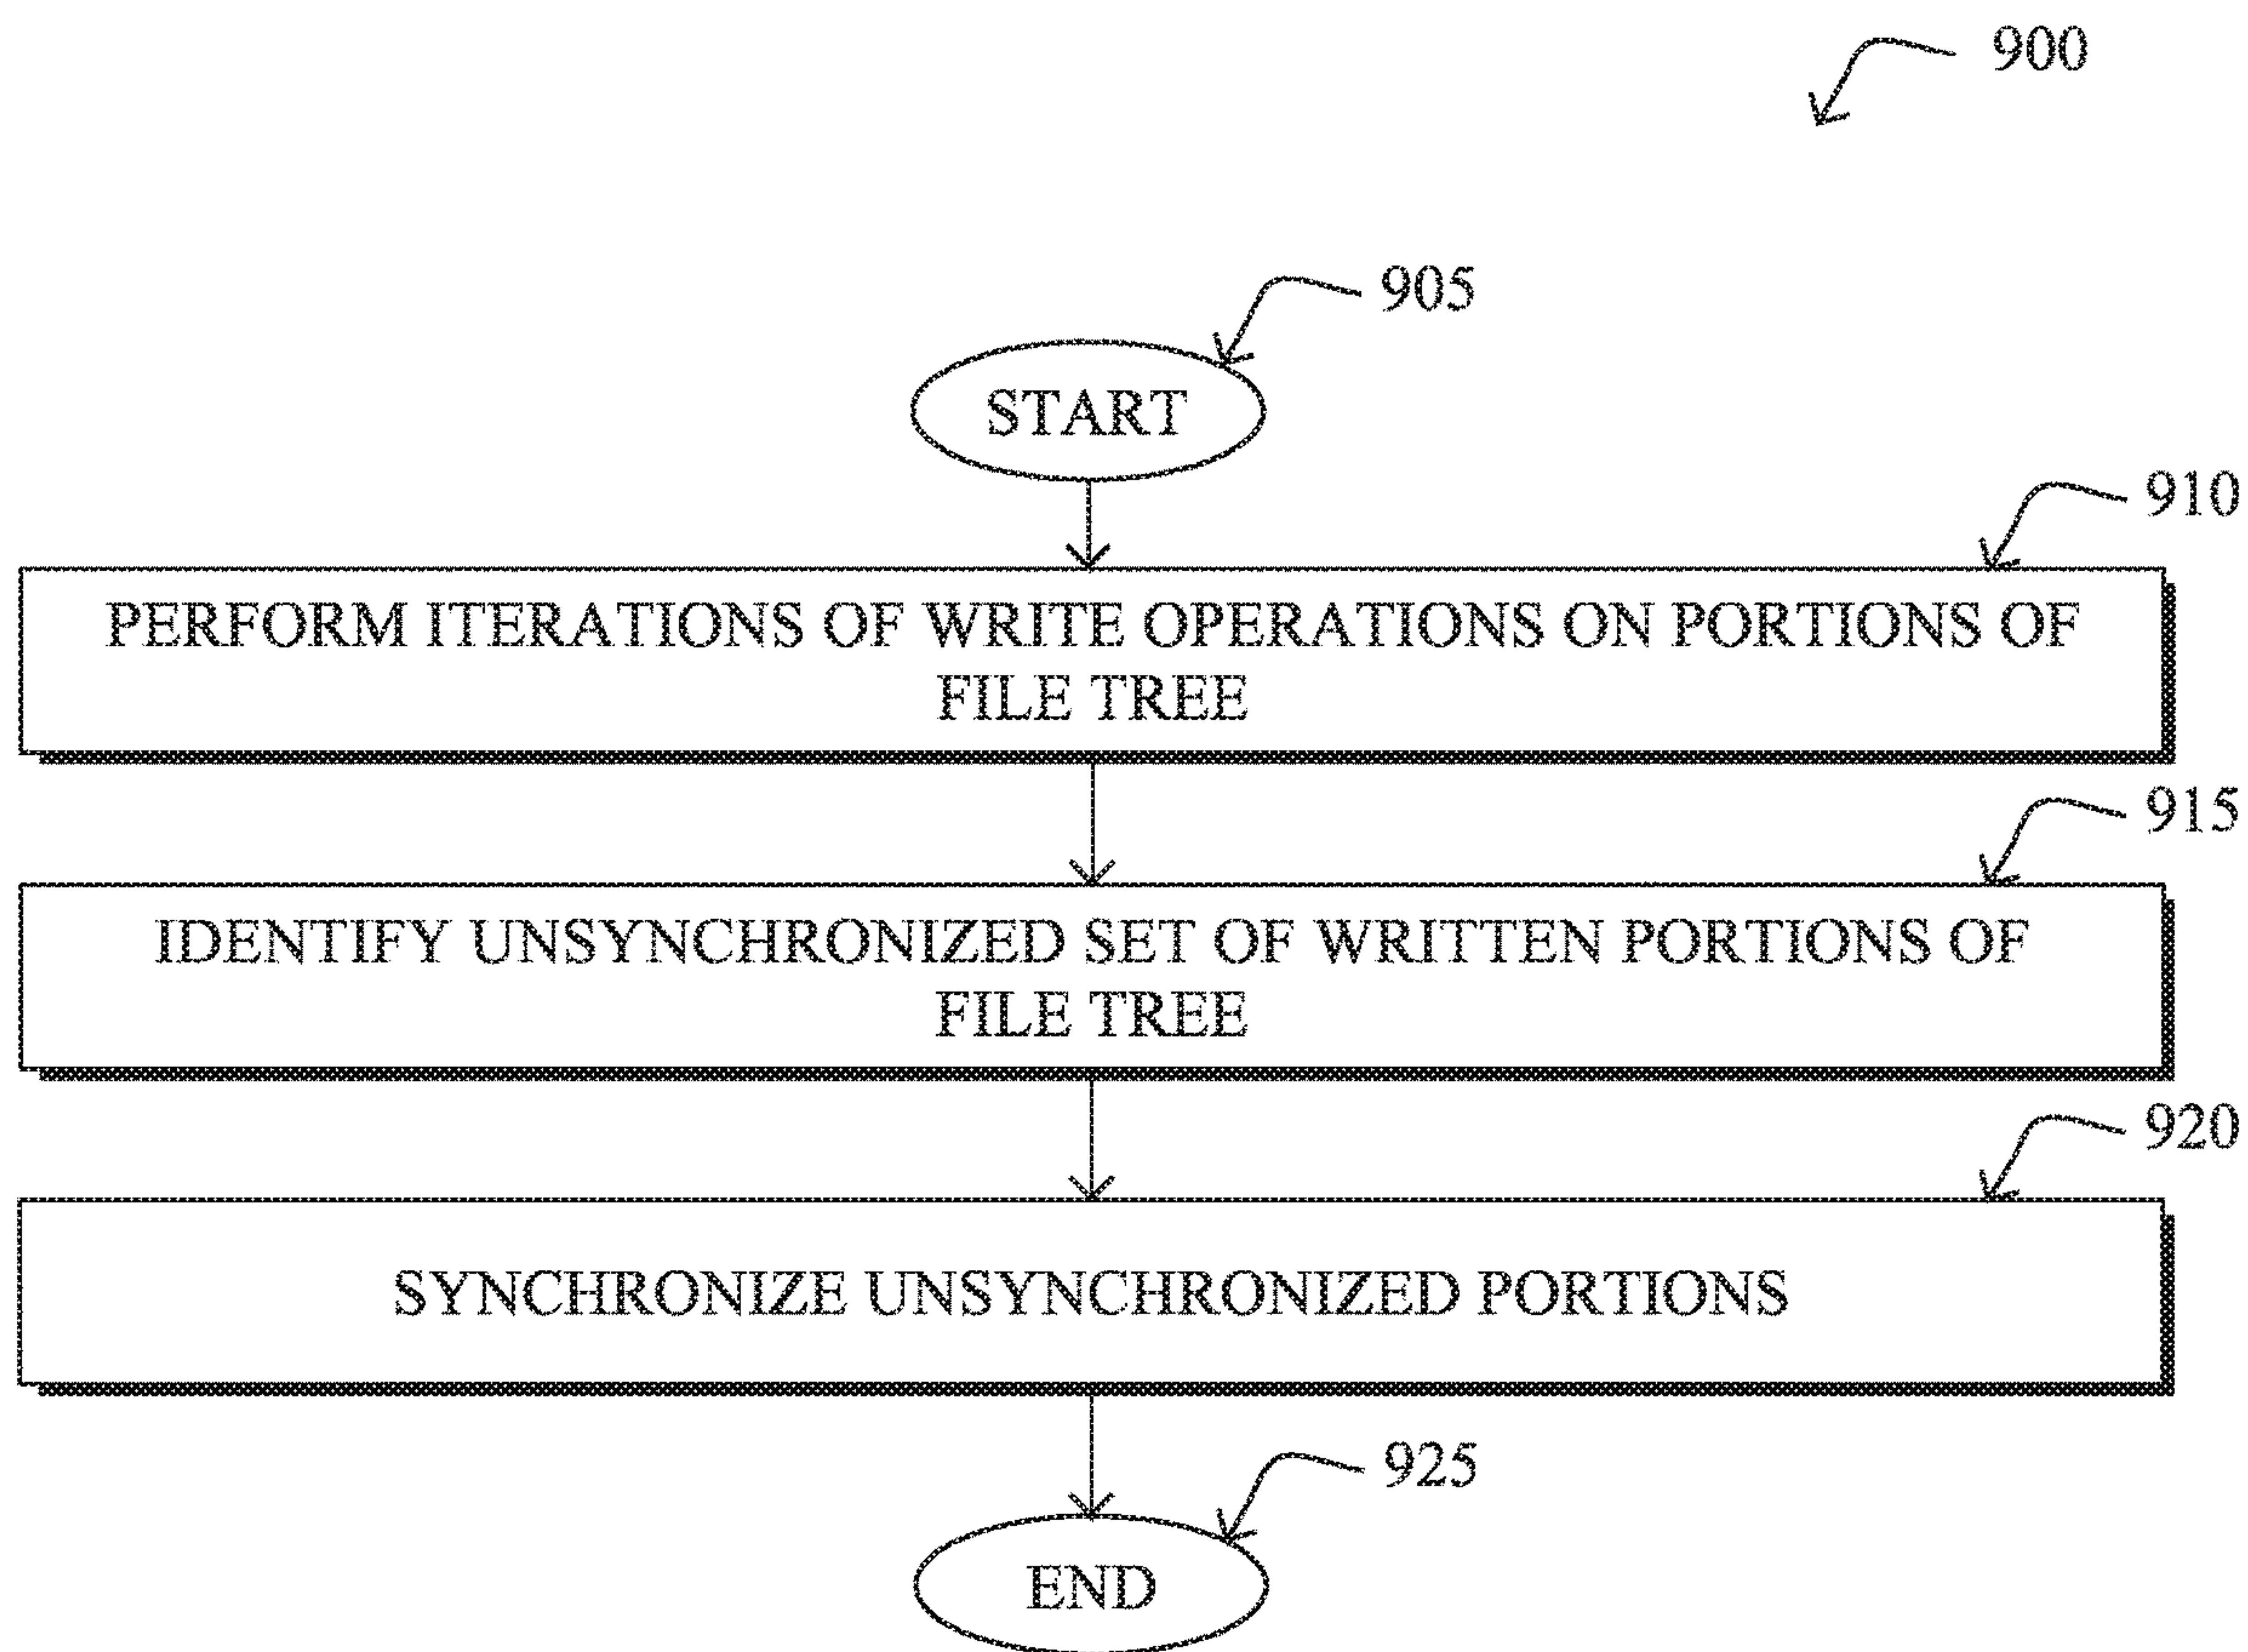 900
905
START
910
PERFORM ITERATIONS OF WRITE OPERATIONS ON PORTIONS OF
FILE TREE
915
IDENTIFY UNSYNCHRONIZED SET OF WRITTEN PORTIONS OF
FILE TREE
920
SYNCHRONIZE UNSYNCHRONIZED PORTIONS
925
END